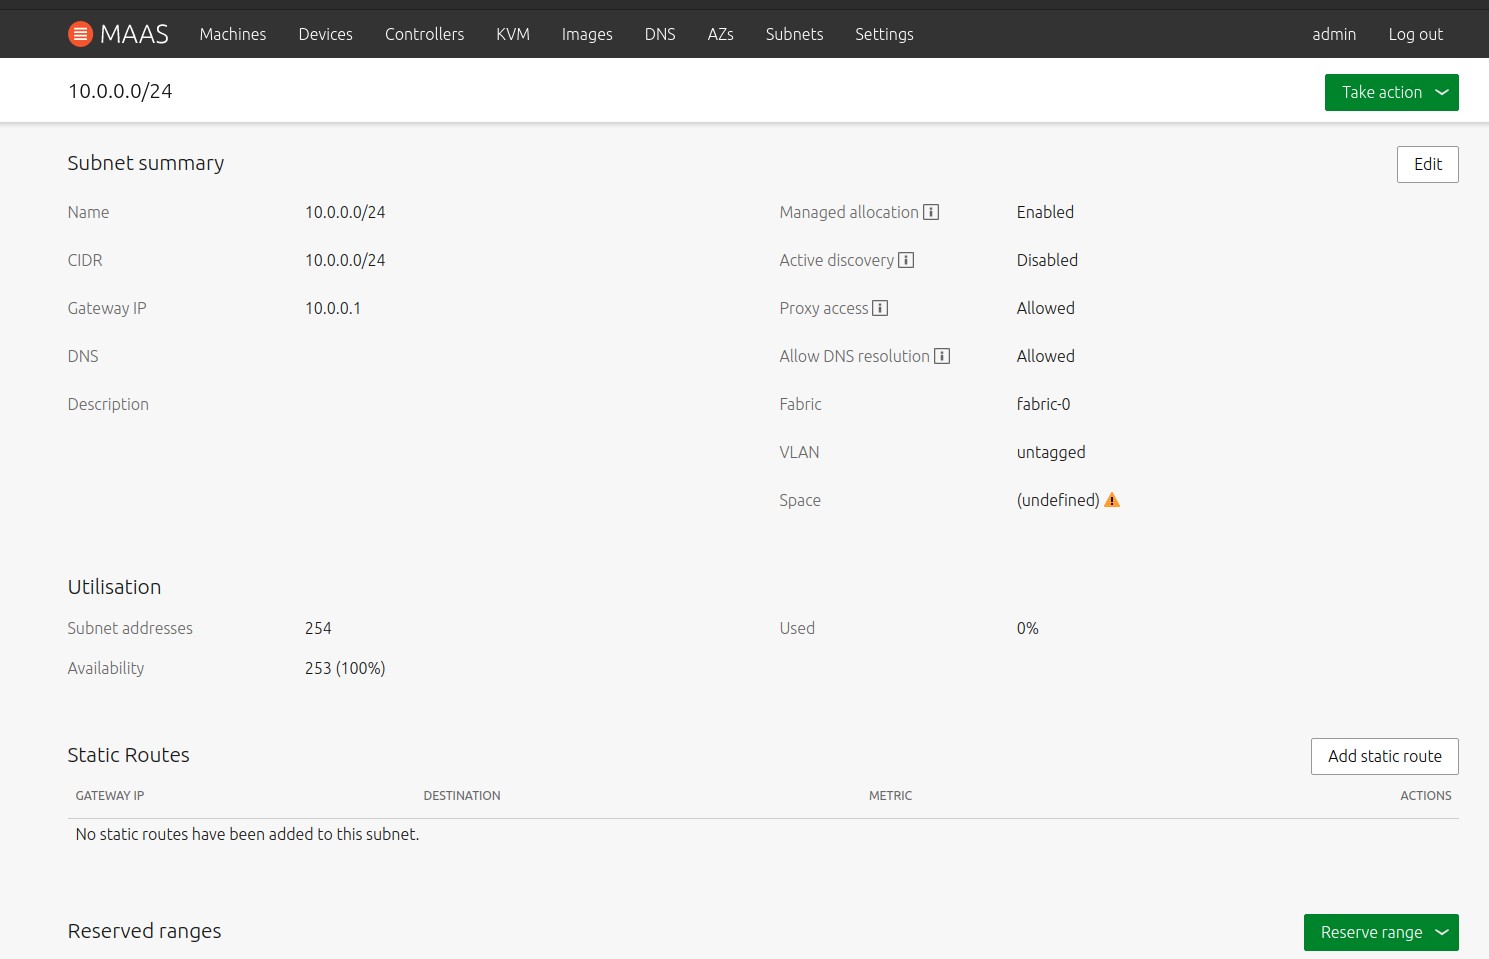 MAAS Machines Devices Controllers KVM Images DNS AZs Subnets Settings admin Log out
10.0.0.0/24 Take action
Subnet summary Edit
Name 10.0.0.0/24 Managed allocation Enabled
CIDR 10.0.0.0/24 Active discovery Disabled
Gateway IP 10.0.0.1 Proxy access Allowed
DNS Allow DNS resolution Allowed
Description Fabric fabric-0
VLAN untagged
Space (undefined)
Utilisation
Subnet addresses 254 Used 0%
Availability 253 (100%)
Static Routes Add static route
GATEWAY IP DESTINATION METRIC ACTIONS
No static routes have been added to this subnet.
Reserved ranges Reserve range